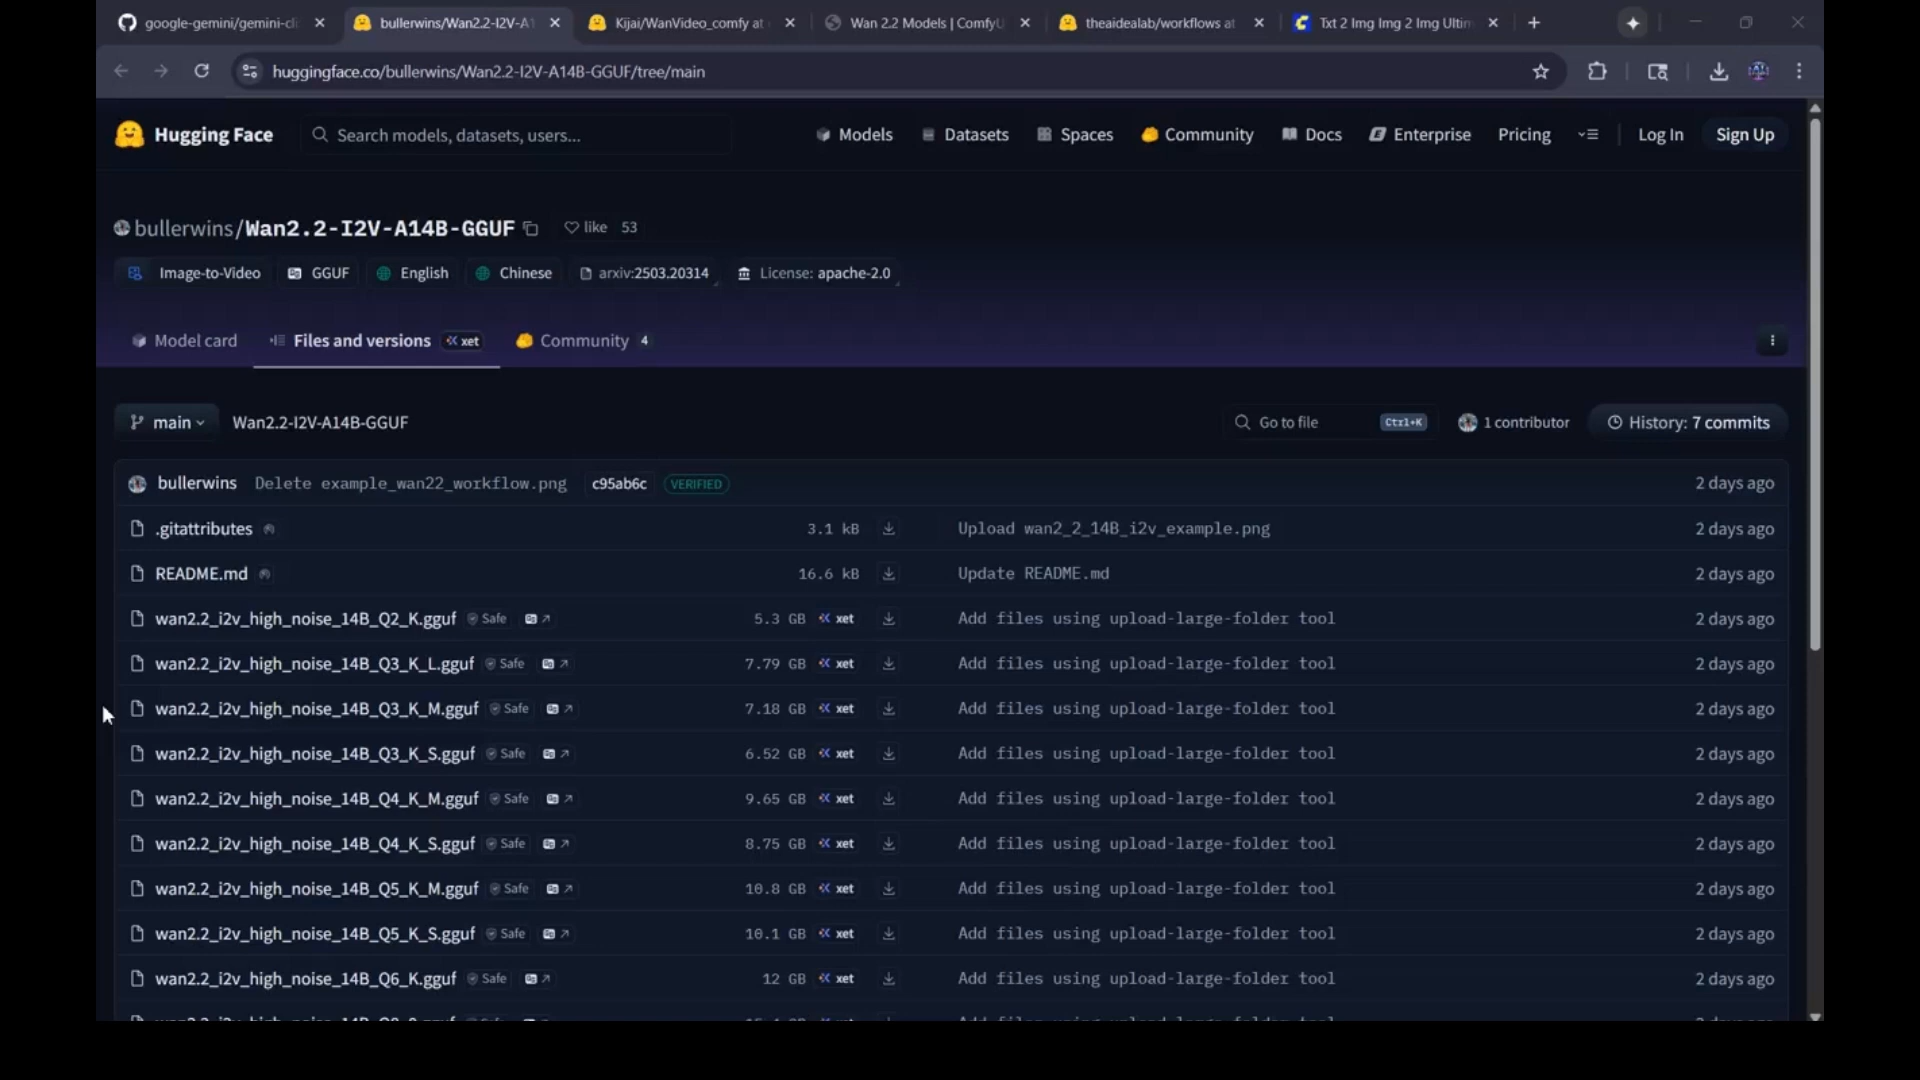 google-gemini/gemini-cli
bullerwins/Wan2.2-I2V-A1
Kijai/WanVideo_comfy at
Wan 2.2 Models | ComfyU
theaidealab/workflows at
Txt 2 Img Img 2 Img Ultim
huggingface.co/bullerwins/Wan2.2-I2V-A14B-GGUF/tree/main
Hugging Face
Search models, datasets, users...
Models
Datasets
Spaces
Community
Docs
Enterprise
Pricing
Log In
Sign Up
bullerwins/Wan2.2-I2V-A14B-GGUF
like 53
Image-to-Video
GGUF
English
Chinese
arxiv:2503.20314
License: apache-2.0
Model card
Files and versions
xet
Community 4
main
Wan2.2-I2V-A14B-GGUF
Go to file
Ctrl+K
1 contributor
History: 7 commits
bullerwins Delete example_wan22_workflow.png c95ab6c VERIFIED 2 days ago
.gitattributes 3.1 kB Upload wan2_2_14B_i2v_example.png 2 days ago
README.md 16.6 kB Update README.md 2 days ago
wan2.2_i2v_high_noise_14B_Q2_K.gguf Safe 5.3 GB xet Add files using upload-large-folder tool 2 days ago
wan2.2_i2v_high_noise_14B_Q3_K_L.gguf Safe 7.79 GB xet Add files using upload-large-folder tool 2 days ago
wan2.2_i2v_high_noise_14B_Q3_K_M.gguf Safe 7.18 GB xet Add files using upload-large-folder tool 2 days ago
wan2.2_i2v_high_noise_14B_Q3_K_S.gguf Safe 6.52 GB xet Add files using upload-large-folder tool 2 days ago
wan2.2_i2v_high_noise_14B_Q4_K_M.gguf Safe 9.65 GB xet Add files using upload-large-folder tool 2 days ago
wan2.2_i2v_high_noise_14B_Q4_K_S.gguf Safe 8.75 GB xet Add files using upload-large-folder tool 2 days ago
wan2.2_i2v_high_noise_14B_Q5_K_M.gguf Safe 10.8 GB xet Add files using upload-large-folder tool 2 days ago
wan2.2_i2v_high_noise_14B_Q5_K_S.gguf Safe 10.1 GB xet Add files using upload-large-folder tool 2 days ago
wan2.2_i2v_high_noise_14B_Q6_K.gguf Safe 12 GB xet Add files using upload-large-folder tool 2 days ago